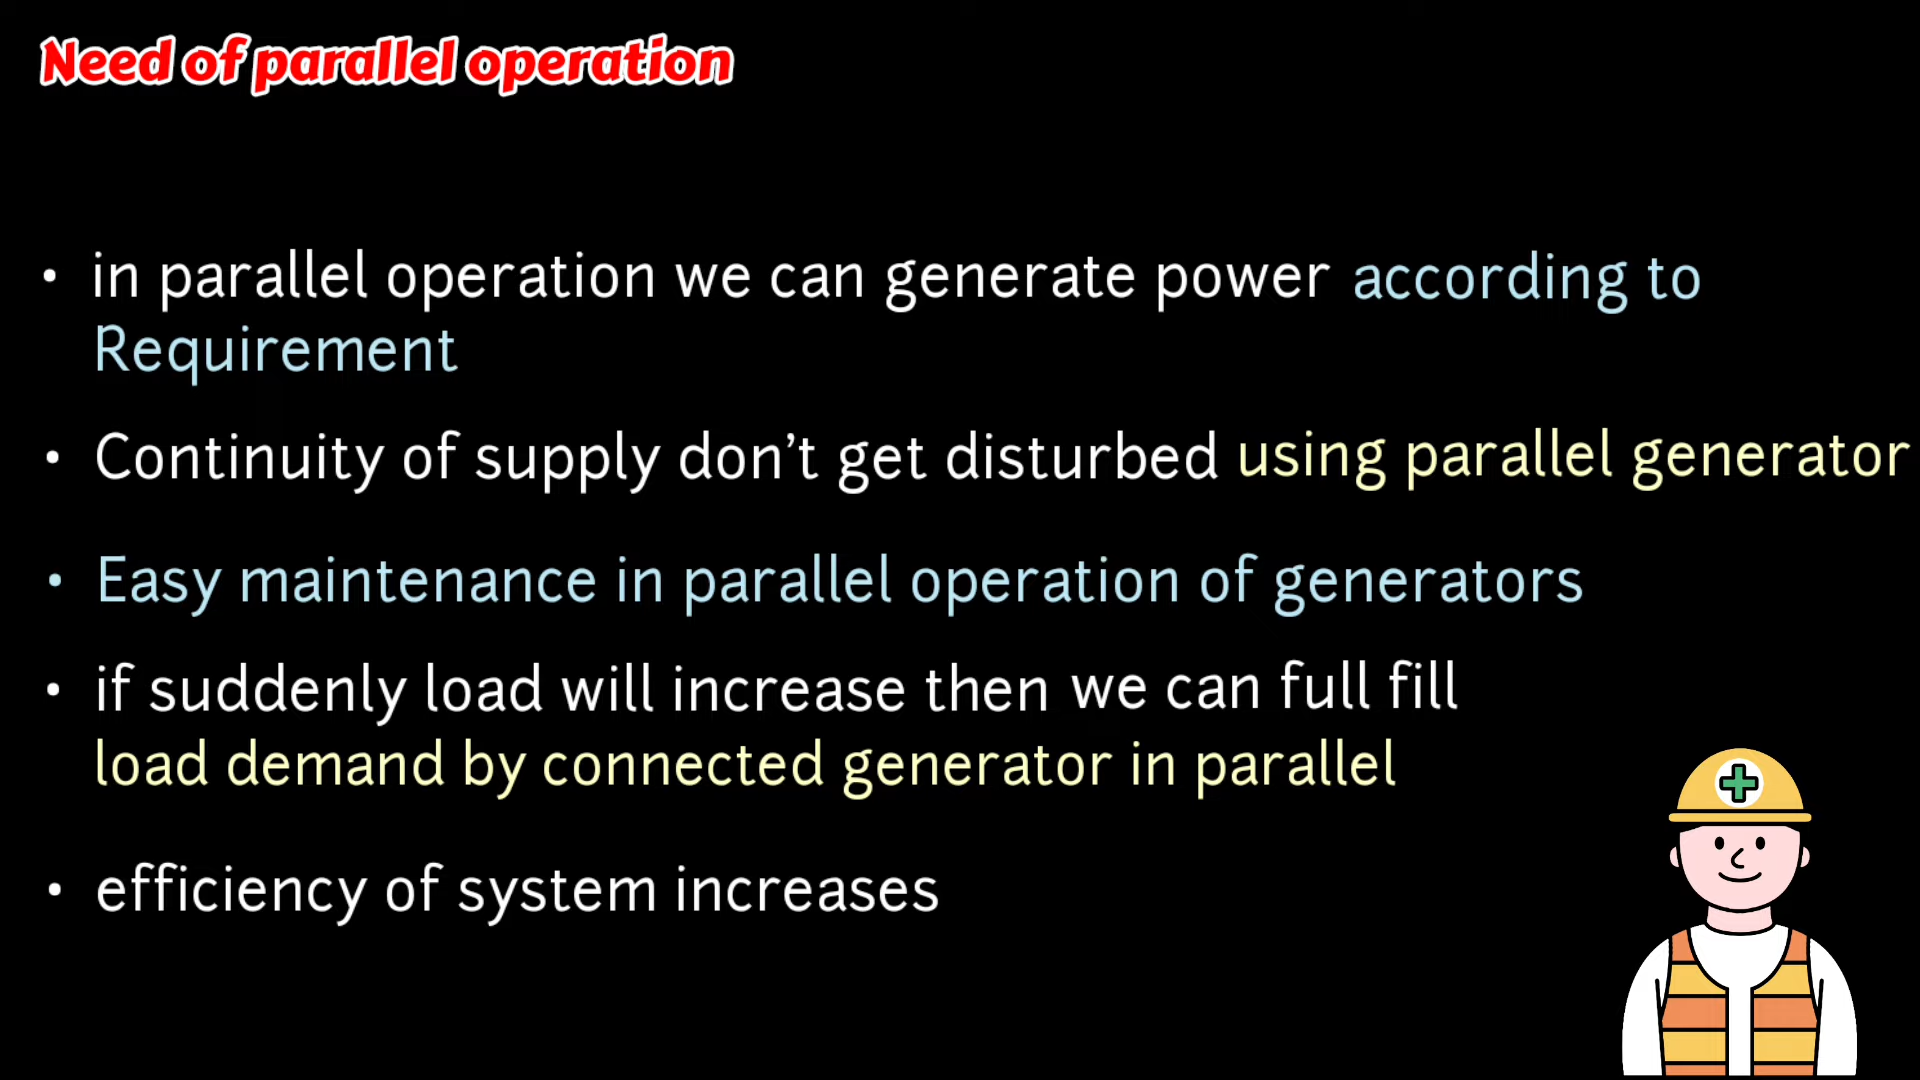 Need of parallel operation
• in parallel operation we can generate power according to
Requirement
• Continuity of supply don't get disturbed using parallel generator
• Easy maintenance in parallel operation of generators
• if suddenly load will increase then we can full fill
load demand by connected generator in parallel
• efficiency of system increases